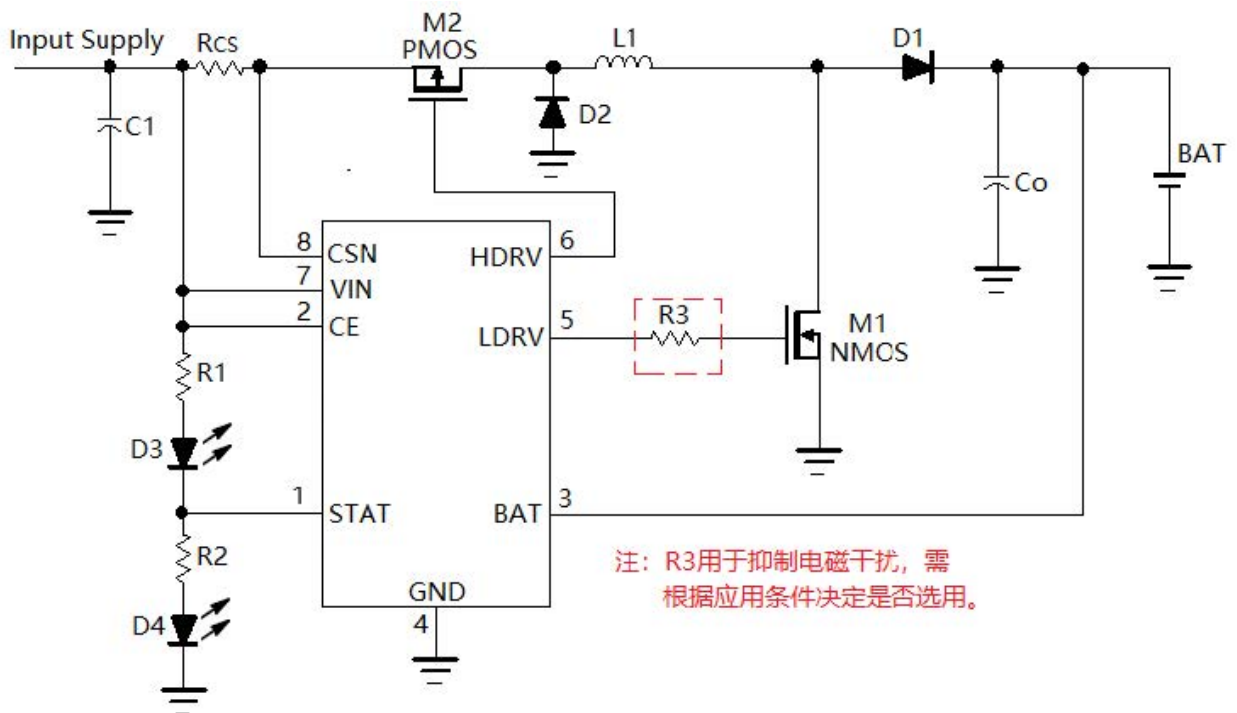 M2
PMOS
L1
D1
Input Supply
Rcs
C1
D2
Co
BAT
8
CSN
7
VIN
2
CE
6
HDRV
5
LDRV
R3
M1
NMOS
R1
D3
1
STAT
3
BAT
R2
D4
GND
4
注：R3用于抑制电磁干扰，需
根据应用条件决定是否选用。